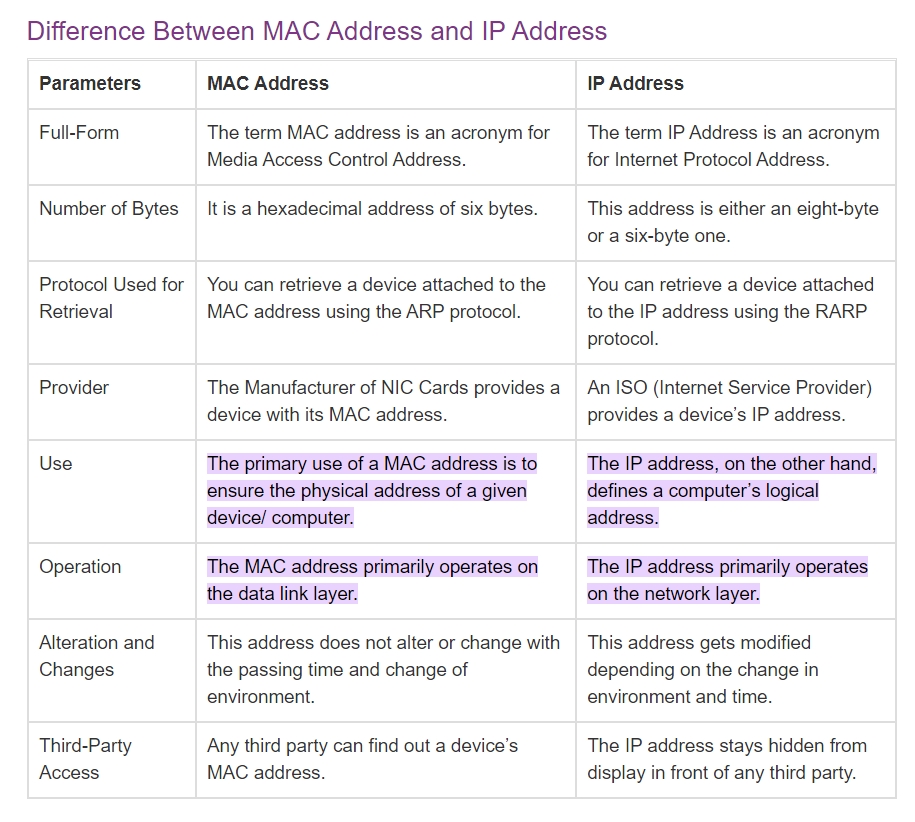 Difference Between MAC Address and IP Address
Parameters
MAC Address
IP Address
Full-Form
The term MAC address is an acronym for
Media Access Control Address.
The term IP Address is an acronym
for Internet Protocol Address.
Number of Bytes
It is a hexadecimal address of six bytes.
This address is either an eight-byte
or a six-byte one.
Protocol Used for
Retrieval
You can retrieve a device attached to the
MAC address using the ARP protocol.
You can retrieve a device attached
to the IP address using the RARP
protocol.
Provider
The Manufacturer of NIC Cards provides a
device with its MAC address.
An ISO (Internet Service Provider)
provides a device’s IP address.
Use
The primary use of a MAC address is to
ensure the physical address of a given
device/ computer.
The IP address, on the other hand,
defines a computer’s logical
address.
Operation
The MAC address primarily operates on
the data link layer.
The IP address primarily operates
on the network layer.
Alteration and
Changes
This address does not alter or change with
the passing time and change of
environment.
This address gets modified
depending on the change in
environment and time.
Third-Party
Access
Any third party can find out a device’s
MAC address.
The IP address stays hidden from
display in front of any third party.